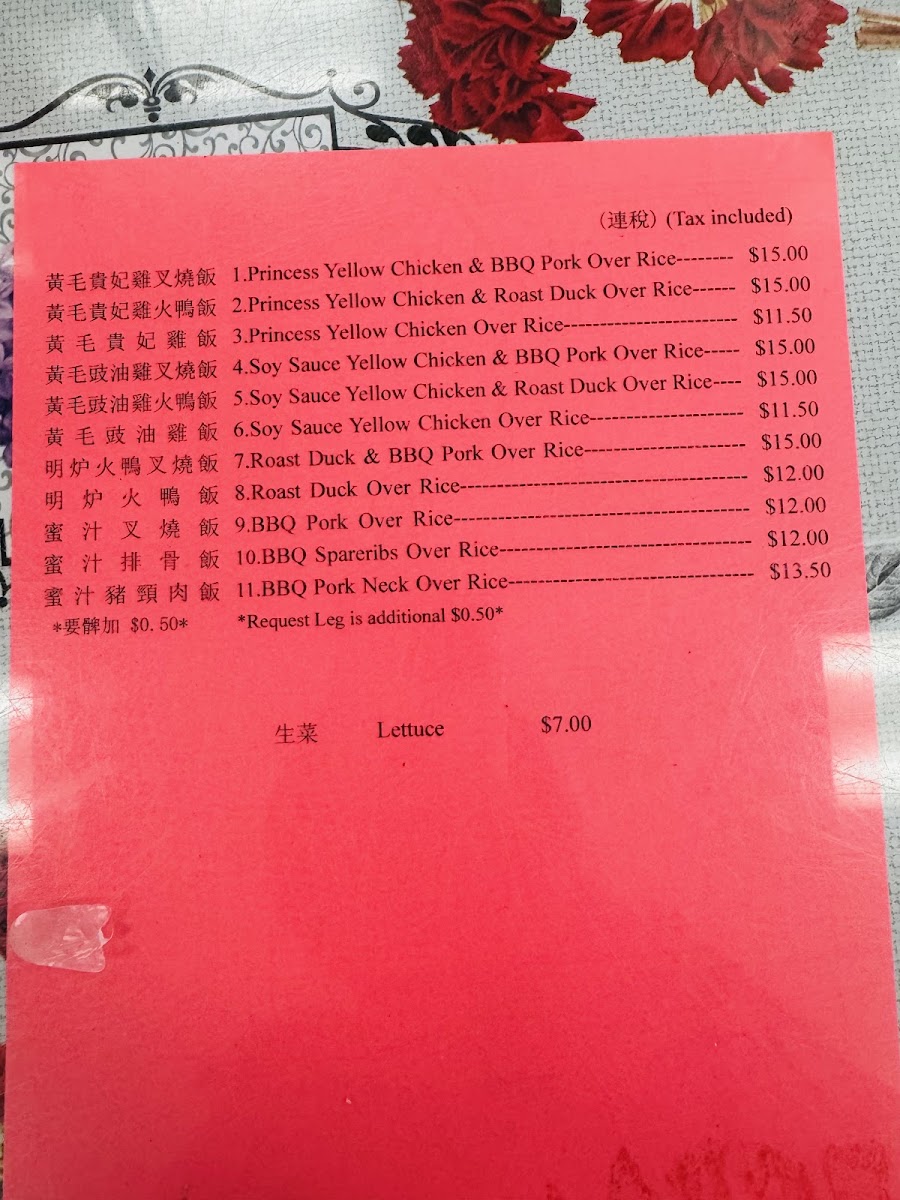 (連稅) (Tax included)
黃毛貴妃雞叉燒飯 1.Princess Yellow Chicken & BBQ Pork Over Rice-------- $15.00
黃毛貴妃雞火鴨飯 2.Princess Yellow Chicken & Roast Duck Over Rice------ $15.00
黃毛貴妃雞飯 3.Princess Yellow Chicken Over Rice------------------------ $11.50
黃毛豉油雞叉燒飯 4.Soy Sauce Yellow Chicken & BBQ Pork Over Rice----- $15.00
黃毛豉油雞火鴨飯 5.Soy Sauce Yellow Chicken & Roast Duck Over Rice---- $15.00
黃毛豉油雞飯 6.Soy Sauce Yellow Chicken Over Rice--------------------- $11.50
明炉火鴨叉燒飯 7.Roast Duck & BBQ Pork Over Rice---------------------- $15.00
明炉火鴨飯 8.Roast Duck Over Rice--------------------------------------- $12.00
蜜汁叉燒飯 9.BBQ Pork Over Rice---------------------------------------- $12.00
蜜汁排骨飯 10.BBQ Spareribs Over Rice---------------------------------- $12.00
蜜汁豬頸肉飯 11.BBQ Pork Neck Over Rice--------------------------------- $13.50
*要髀加 $0.50* *Request Leg is additional $0.50*
生菜 Lettuce $7.00